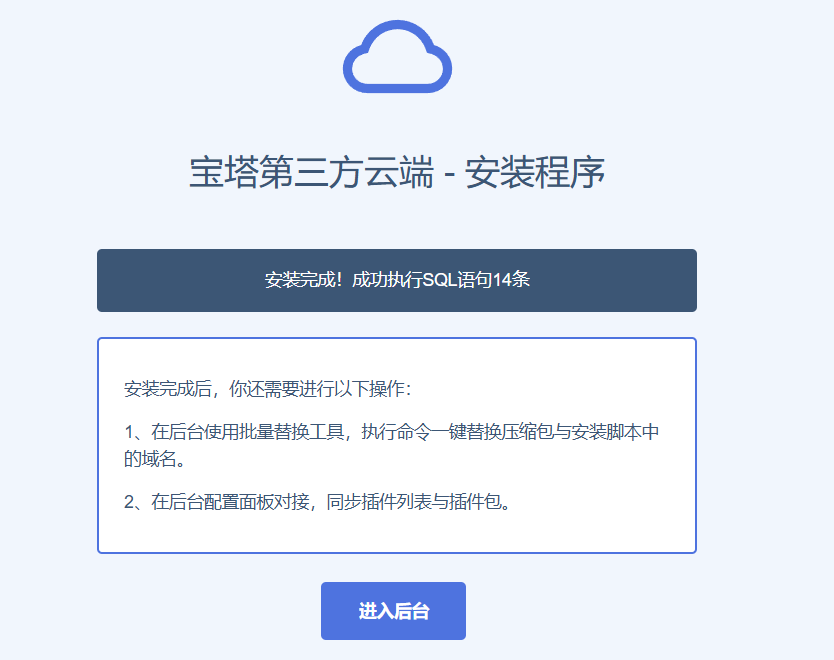 宝塔第三方云端 - 安装程序
安装完成！成功执行SQL语句14条
安装完成后，你还需要进行以下操作：
1、在后台使用批量替换工具，执行命令一键替换压缩包与安装脚本中
的域名。
2、在后台配置面板对接，同步插件列表与插件包。
进入后台